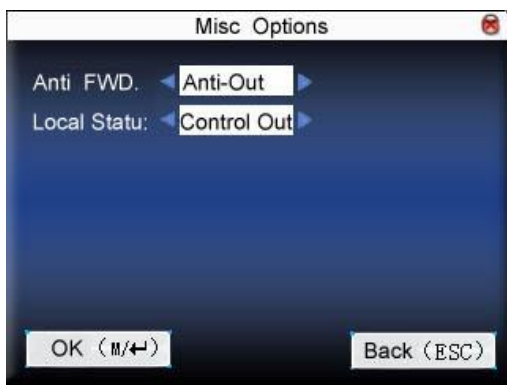 Misc Options
Anti FWD. Anti-Out
Local Statu: Control Out
OK (M/↵) Back (ESC)